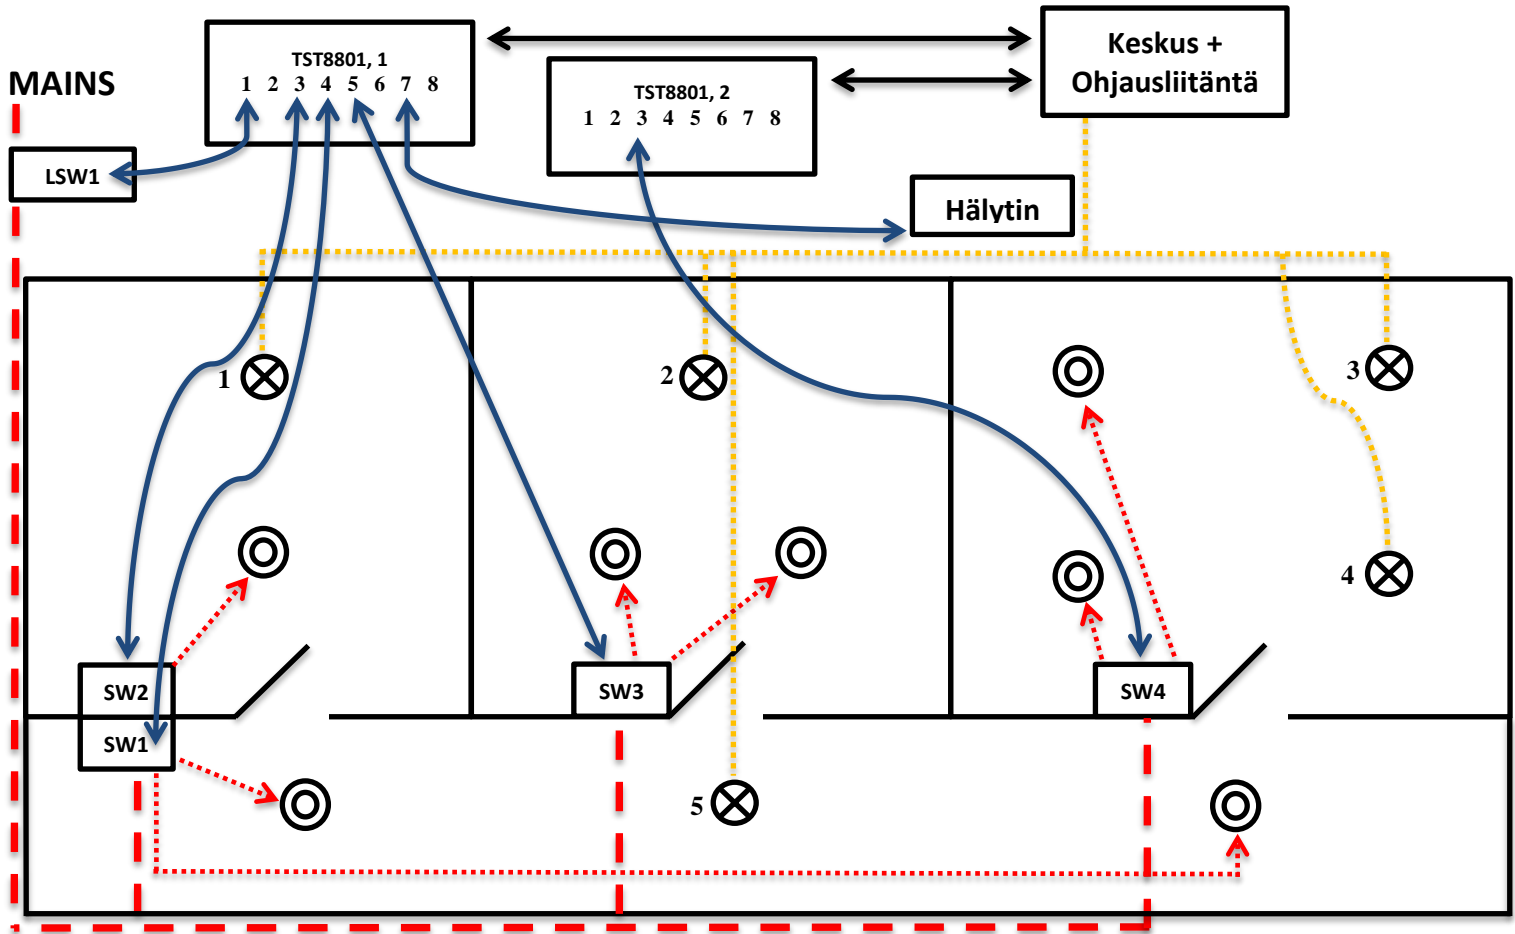 TST8801, 1
1 2 3 4 5 6 7 8
Keskus +
Ohjausliitäntä
MAINS
TST8801, 2
1 2 3 4 5 6 7 8
LSW1
Hälytin
1
2
3
4
SW2
SW3
SW4
SW1
5